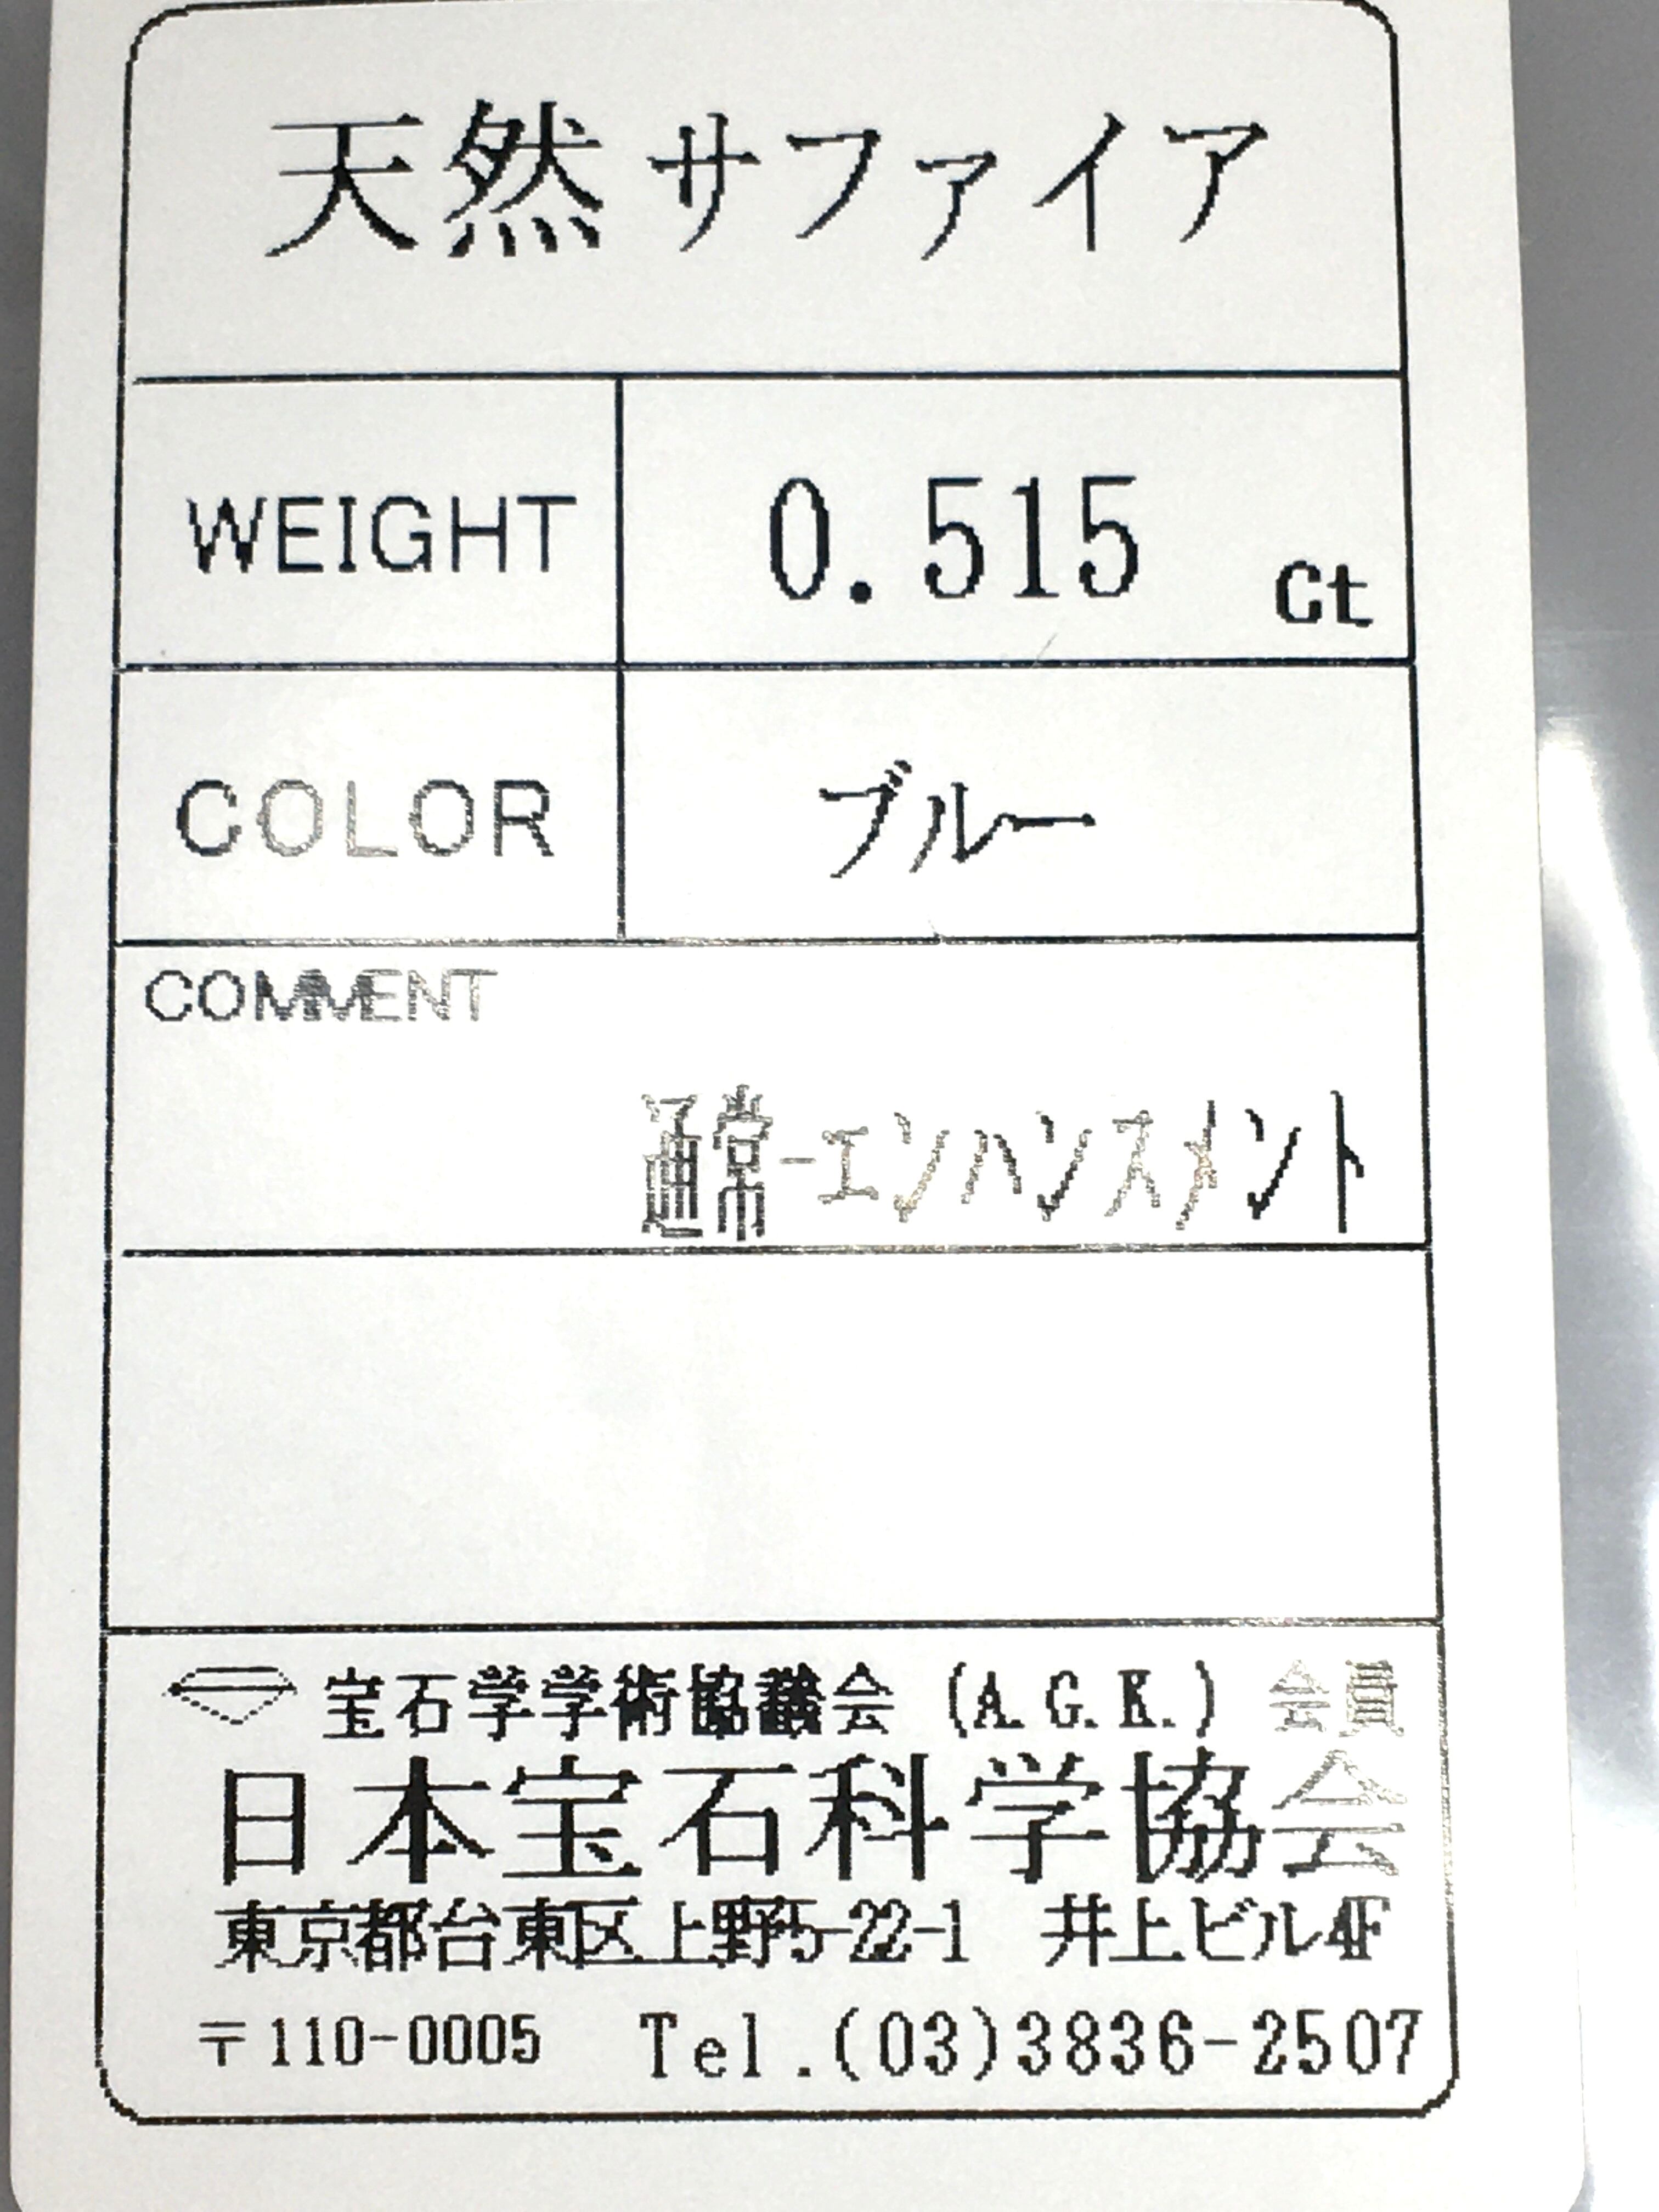 天然サファイア
WEIGHT 0.515 Ct
COLOR ブルー
COMMENT
通常-エンハンスメント
宝石学学術協議会 (A.G.K.) 会員
日本宝石科学協会
東京都台東区上野5-22-1 井上ビル4F
〒110-0005 Tel.(03)3836-2507